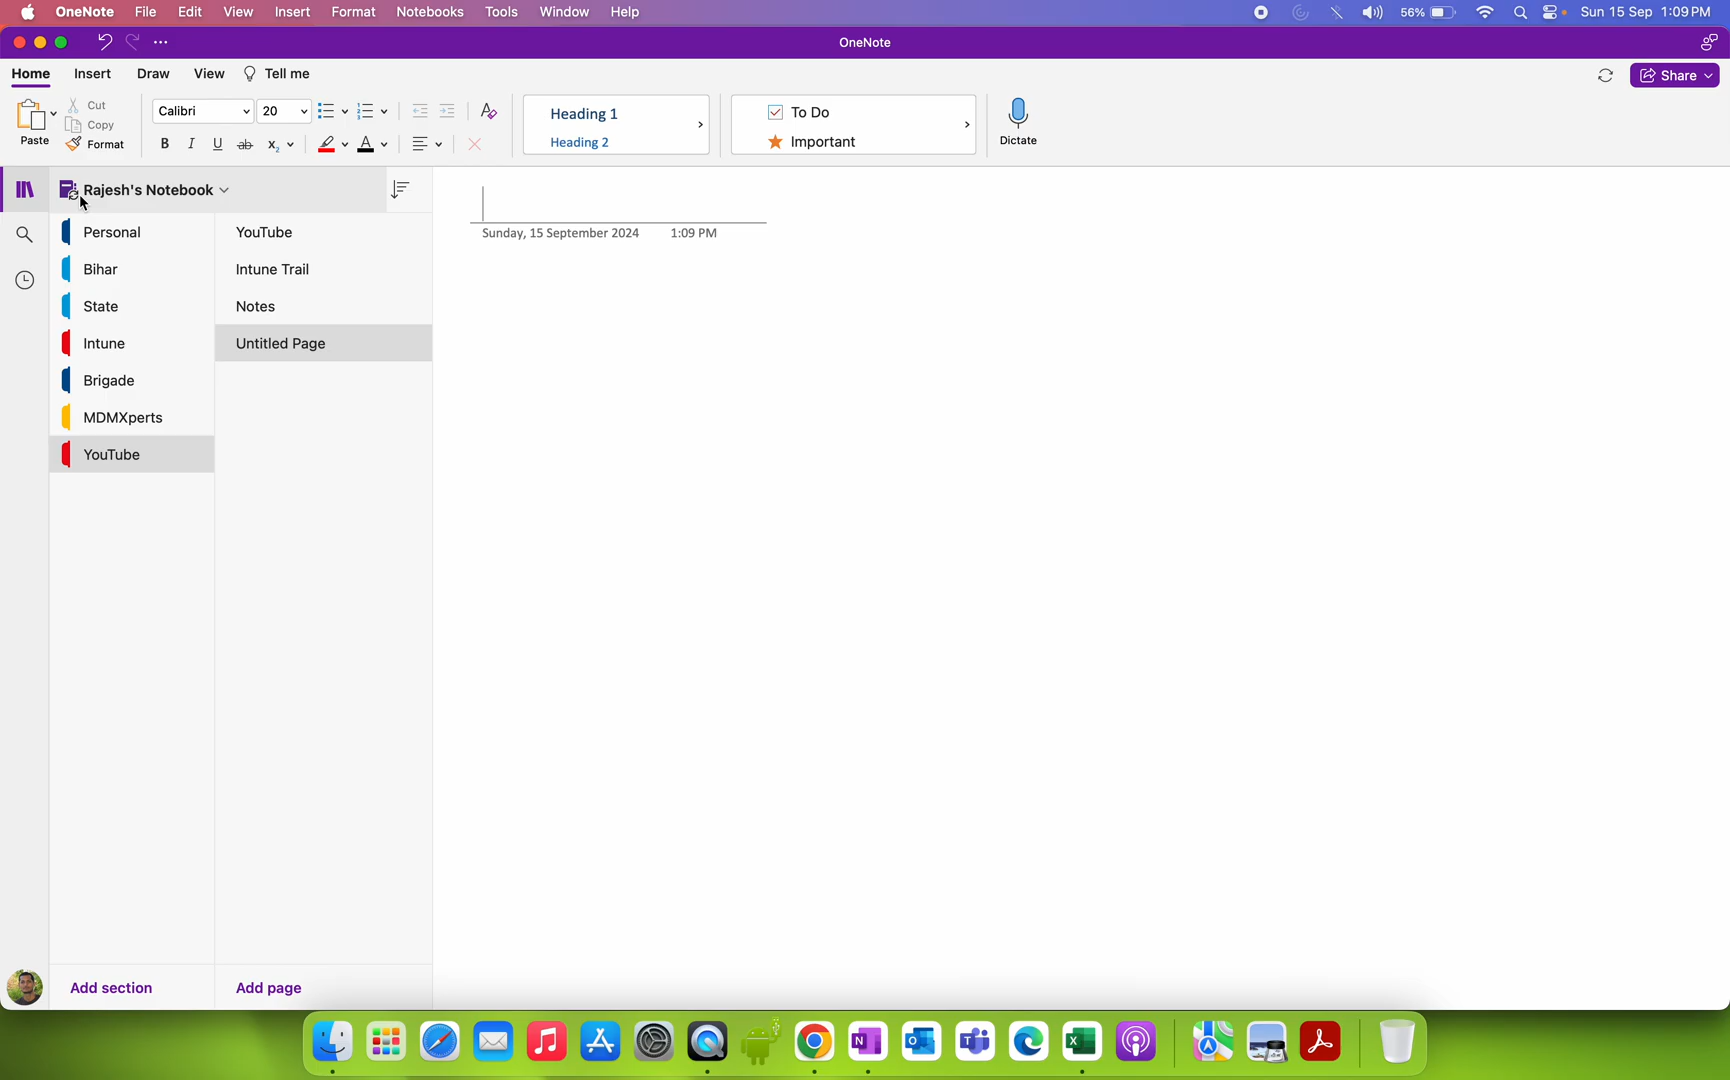 OneNote File Edit View Insert Format Notebooks Tools Window Help 56% Sun 15 Sep 1:09 PM
OneNote
Home Insert Draw View Tell me Share
Paste Cut Copy Format
Calibri 20
B I U ab x₂ A
Heading 1
Heading 2
To Do
Important
Dictate
Rajesh's Notebook
Personal
Bihar
State
Intune
Brigade
MDMXperts
YouTube
YouTube
Intune Trail
Notes
Untitled Page
Sunday, 15 September 2024 1:09 PM
Add section Add page